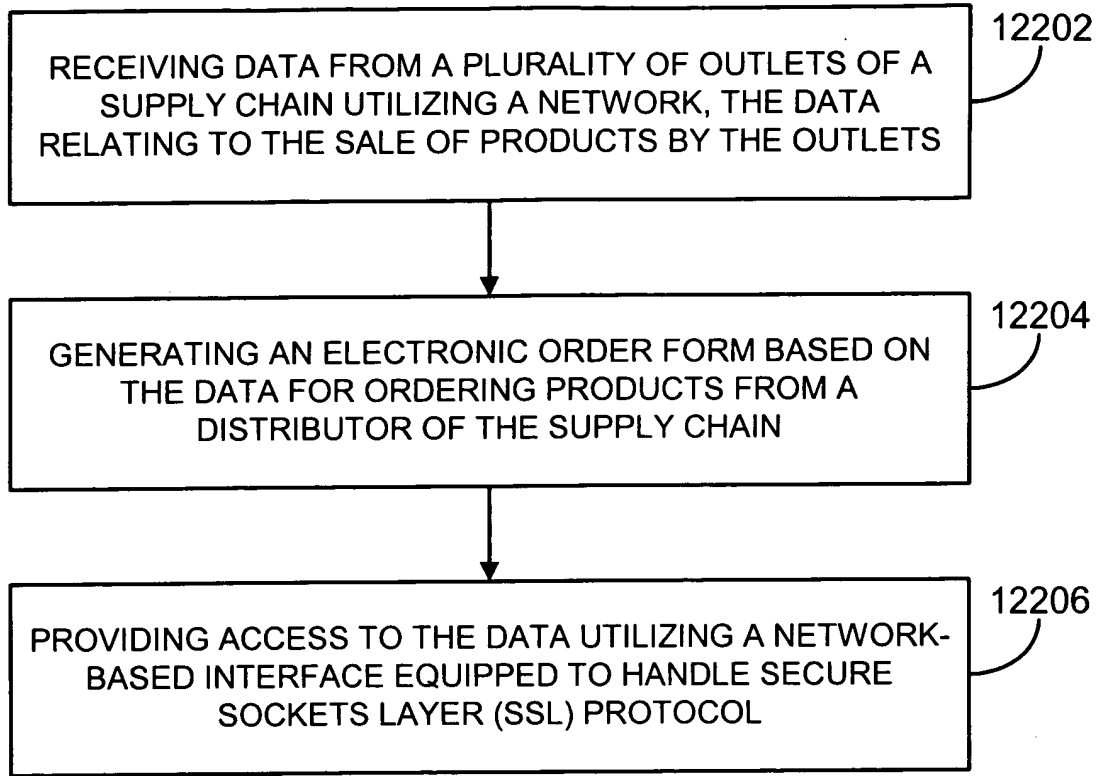 12202
RECEIVING DATA FROM A PLURALITY OF OUTLETS OF A
SUPPLY CHAIN UTILIZING A NETWORK, THE DATA
RELATING TO THE SALE OF PRODUCTS BY THE OUTLETS
12204
GENERATING AN ELECTRONIC ORDER FORM BASED ON
THE DATA FOR ORDERING PRODUCTS FROM A
DISTRIBUTOR OF THE SUPPLY CHAIN
12206
PROVIDING ACCESS TO THE DATA UTILIZING A NETWORK-
BASED INTERFACE EQUIPPED TO HANDLE SECURE
SOCKETS LAYER (SSL) PROTOCOL